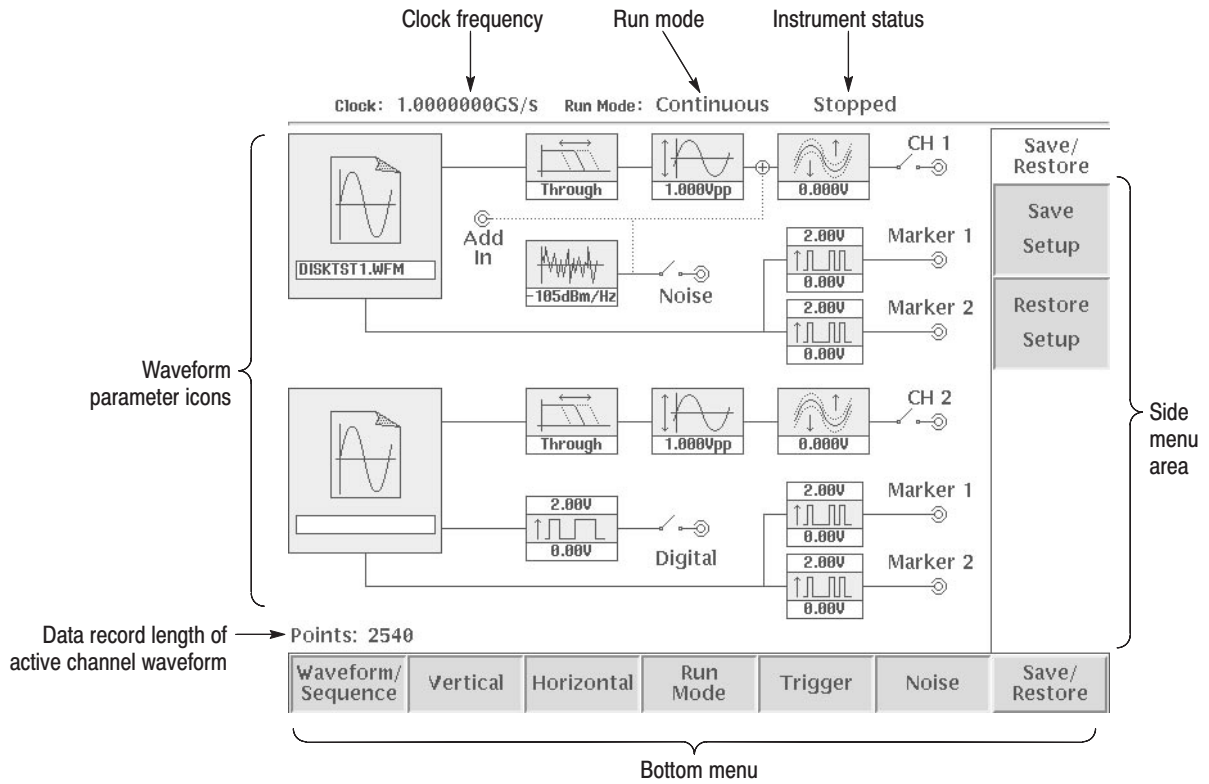 Clock frequency
Run mode
Instrument status
Clock: 1.0000000GS/s Run Mode: Continuous Stopped
DISKTST1.WFM
Through
1.000Vpp
0.000V
CH 1
Add
In
-105dBm/Hz
Noise
2.00V
0.00V
Marker 1
2.00V
0.00V
Marker 2
Through
1.000Vpp
0.000V
CH 2
2.00V
0.00V
Digital
2.00V
0.00V
Marker 1
2.00V
0.00V
Marker 2
Save/
Restore
Save
Setup
Restore
Setup
Waveform
parameter icons
Side
menu
area
Data record length of
active channel waveform
Points: 2540
Waveform/
Sequence
Vertical
Horizontal
Run
Mode
Trigger
Noise
Save/
Restore
Bottom menu